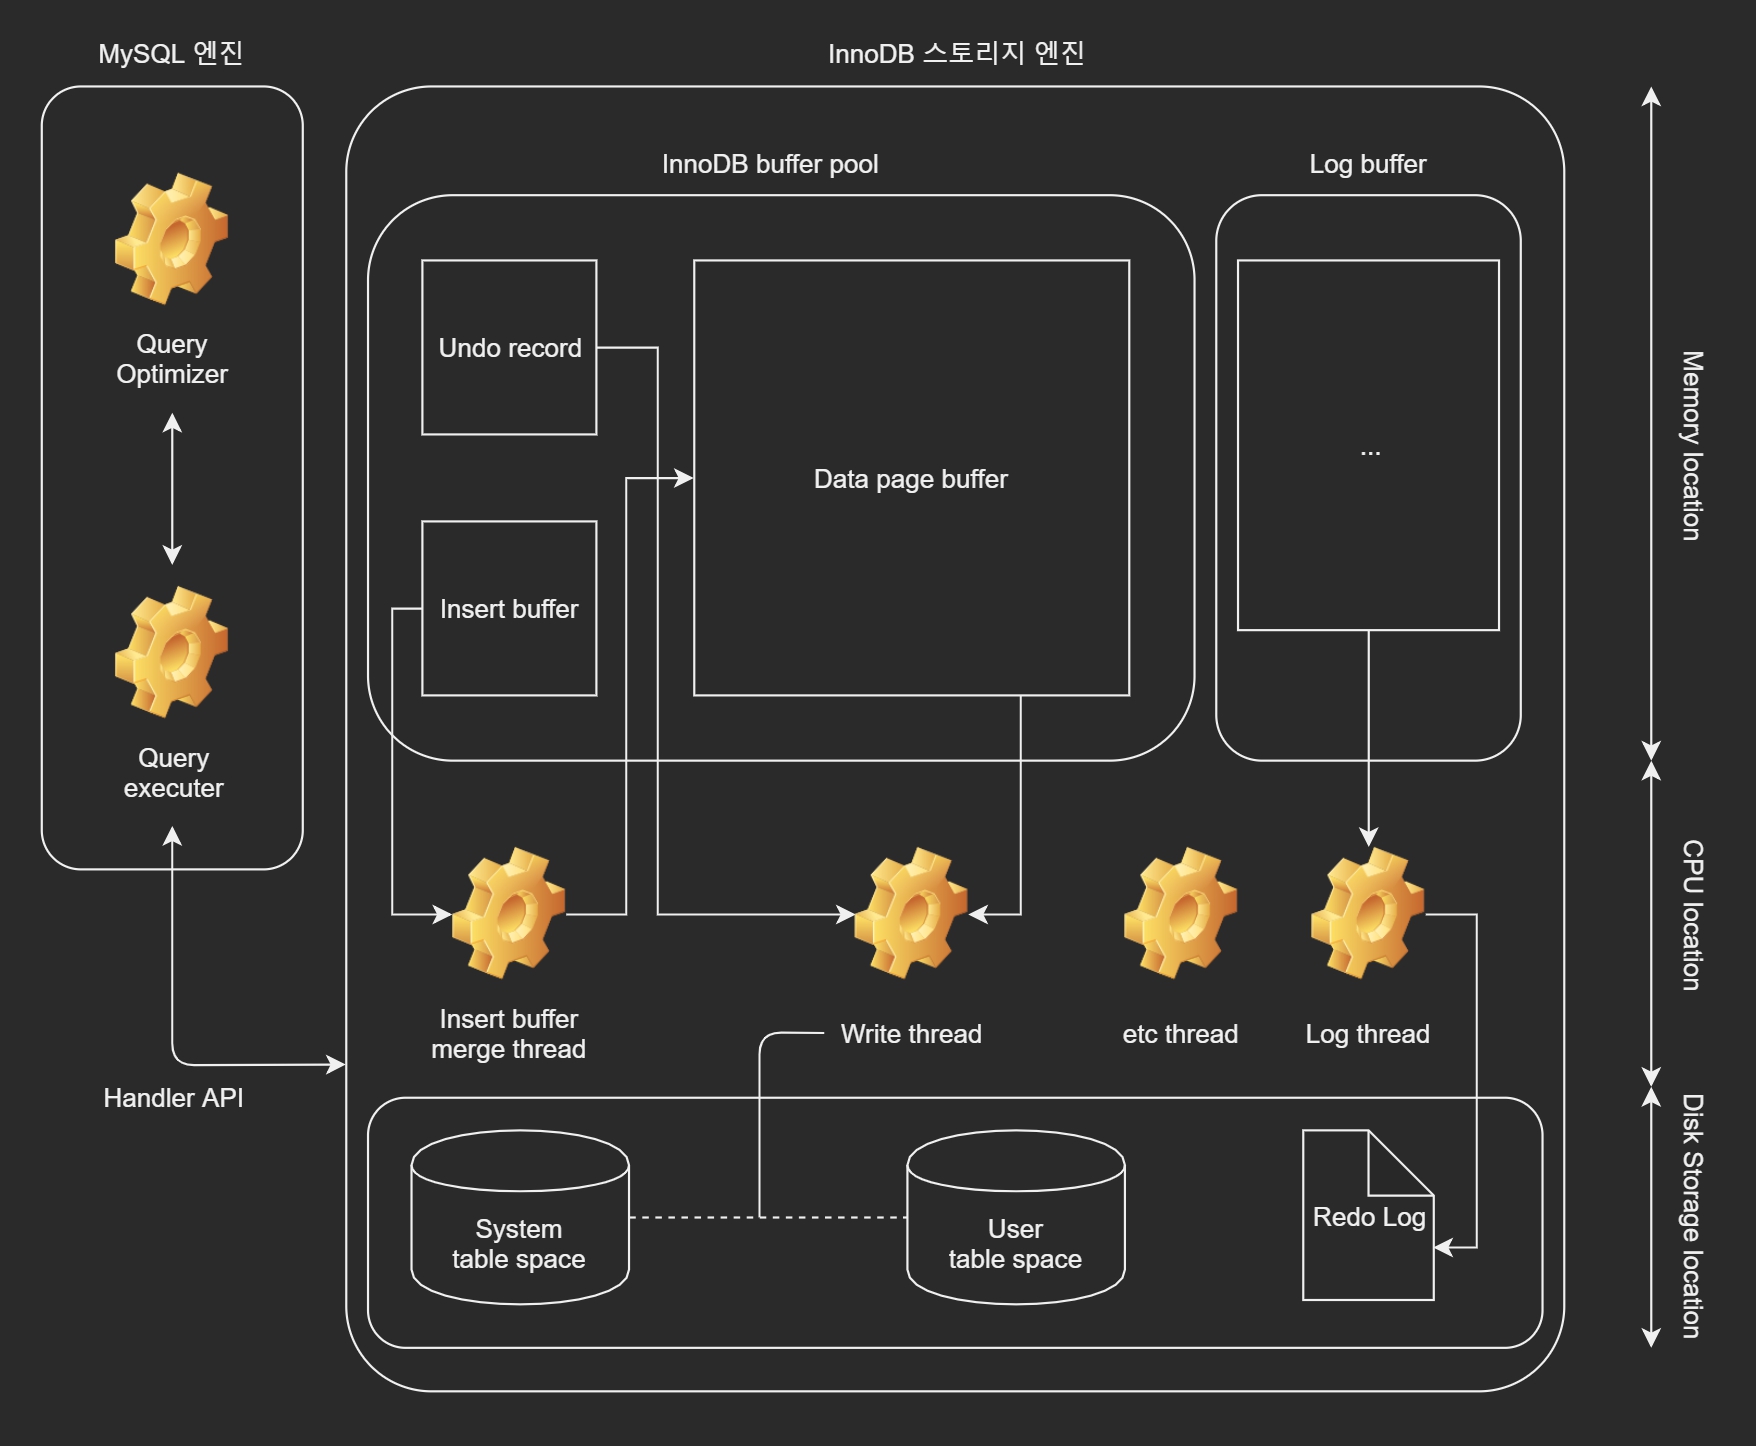 MySQL 엔진
InnoDB 스토리지 엔진
InnoDB buffer pool
Log buffer
Query
Optimizer
Undo record
Data page buffer
...
Memory location
Insert buffer
Query
executer
CPU location
Insert buffer
merge thread
Write thread
etc thread
Log thread
Handler API
Disk Storage location
System
table space
User
table space
Redo Log